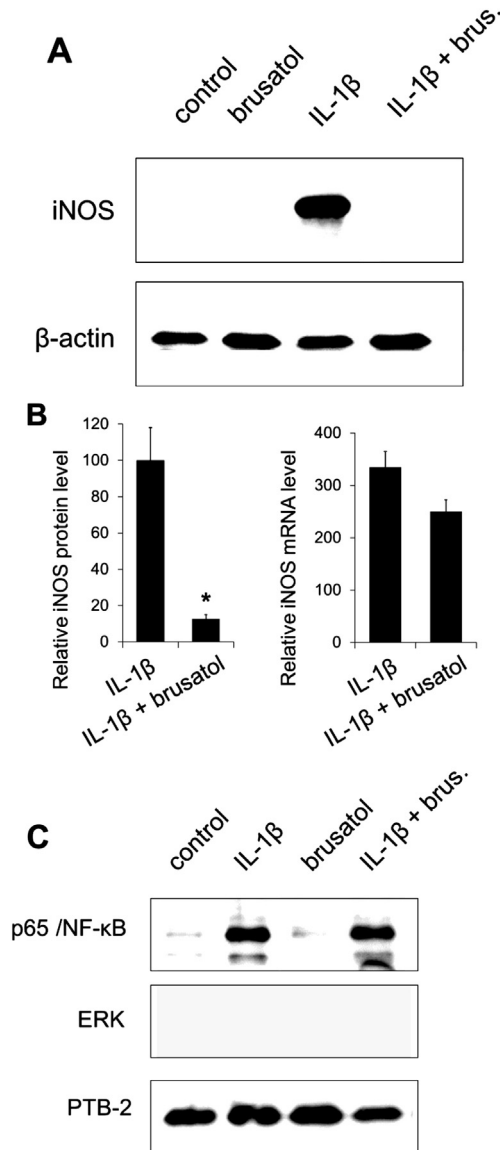 A
control
brusatol
IL-1β
IL-1β + brus.
iNOS
β-actin
B
Relative iNOS protein level
120
100
80
60
40
20
0
*
IL-1β
IL-1β + brusatol
Relative iNOS mRNA level
400
300
200
100
0
IL-1β
IL-1β + brusatol
C
control
IL-1β
brusatol
IL-1β + brus.
p65 /NF-κB
ERK
PTB-2